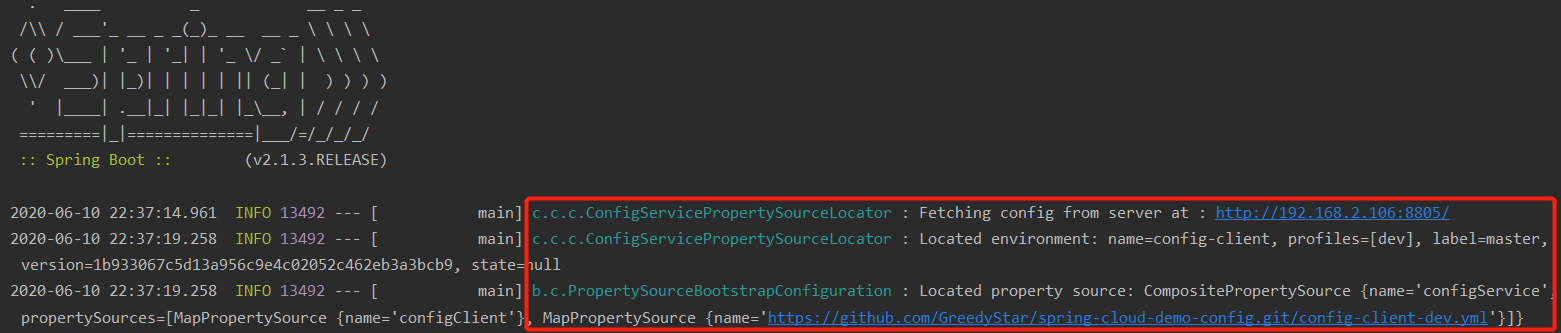 .   ____          _            __ _ _
 /\\ / ___'_ __ _ _(_)_ __  __ _ \ \ \ \
( ( )\___ | '_ | '_| | '_ \/ _` | \ \ \ \
 \\/  ___)| |_)| | | | | || (_| |  ) ) ) )
  '  |____| .__|_| |_|_| |_\__, | / / / /
 =========|_|==============|___/=/_/_/_/
 :: Spring Boot ::        (v2.1.3.RELEASE)
2020-06-10 22:37:14.961  INFO 13492 --- [           main] c.c.c.ConfigServicePropertySourceLocator : Fetching config from server at : http://192.168.2.106:8805/
2020-06-10 22:37:19.258  INFO 13492 --- [           main] c.c.c.ConfigServicePropertySourceLocator : Located environment: name=config-client, profiles=[dev], label=master,
 version=1b933067c5d13a956c9e4c02052c462eb3a3bcb9, state=null
2020-06-10 22:37:19.258  INFO 13492 --- [           main] b.c.PropertySourceBootstrapConfiguration : Located property source: CompositePropertySource {name='configService',
 propertySources=[MapPropertySource {name='configClient'}, MapPropertySource {name='https://github.com/GreedyStar/spring-cloud-demo-config.git/config-client-dev.yml'}]}